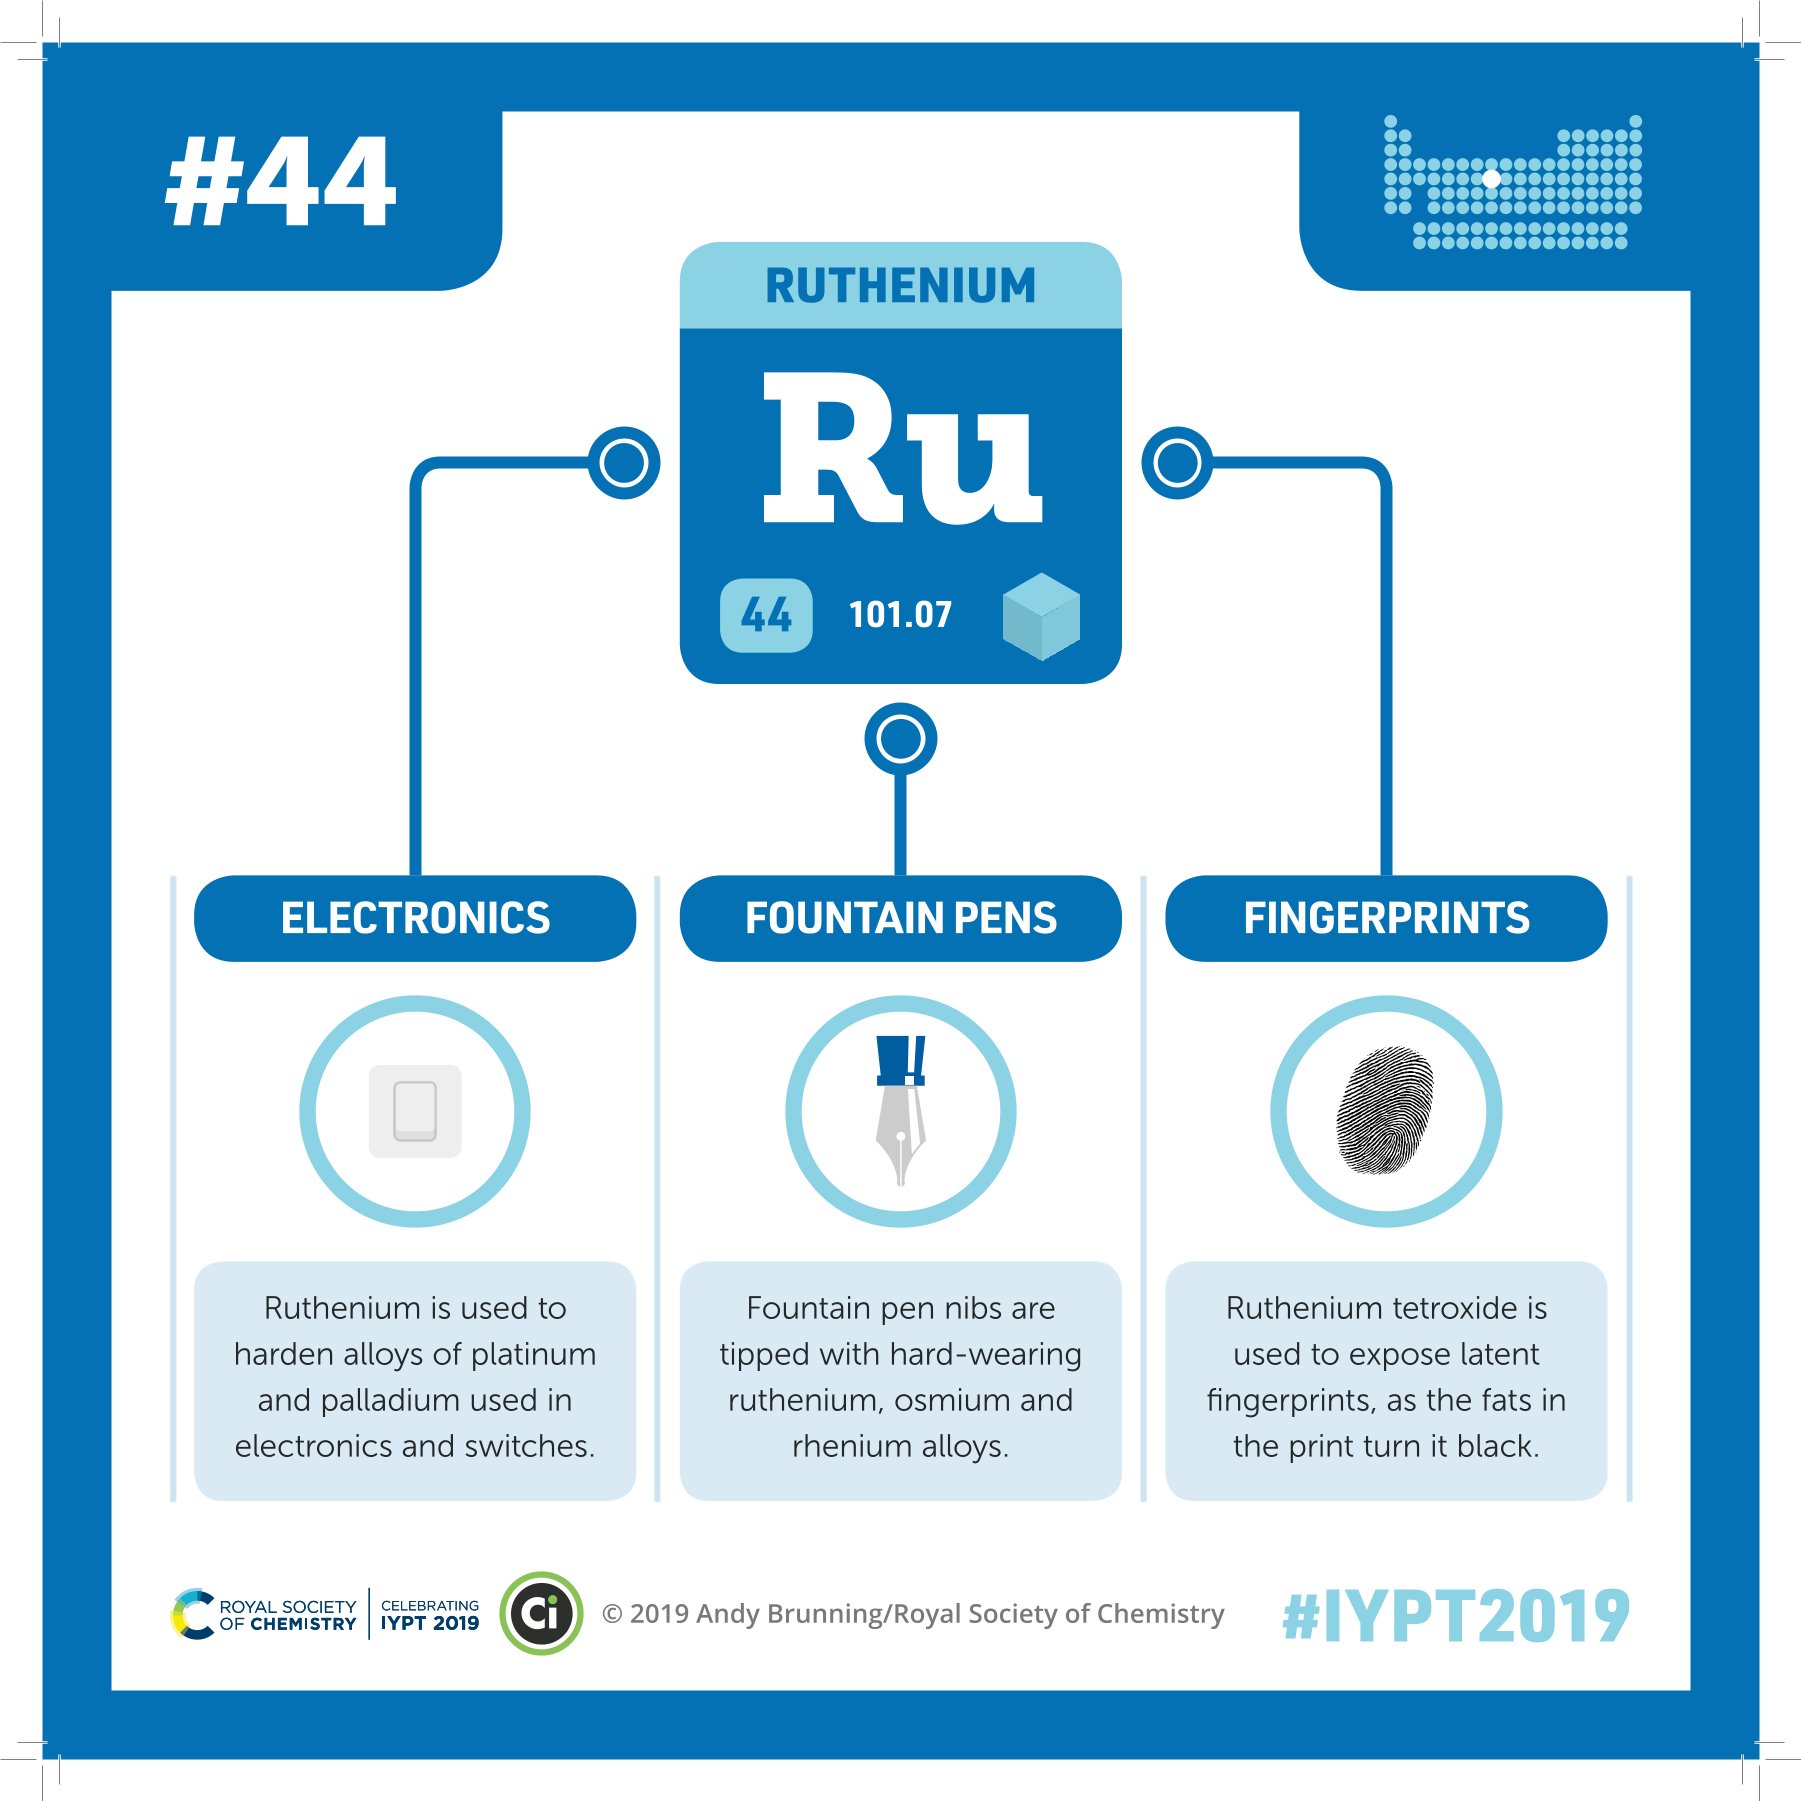 #44
RUTHENIUM
Ru
44
101.07
ELECTRONICS
Ruthenium is used to
harden alloys of platinum
and palladium used in
electronics and switches.
FOUNTAIN PENS
Fountain pen nibs are
tipped with hard-wearing
ruthenium, osmium and
rhenium alloys.
FINGERPRINTS
Ruthenium tetroxide is
used to expose latent
fingerprints, as the fats in
the print turn it black.
ROYAL SOCIETY
OF CHEMISTRY
CELEBRATING
IYPT 2019
Ci
© 2019 Andy Brunning/Royal Society of Chemistry
#IYPT2019